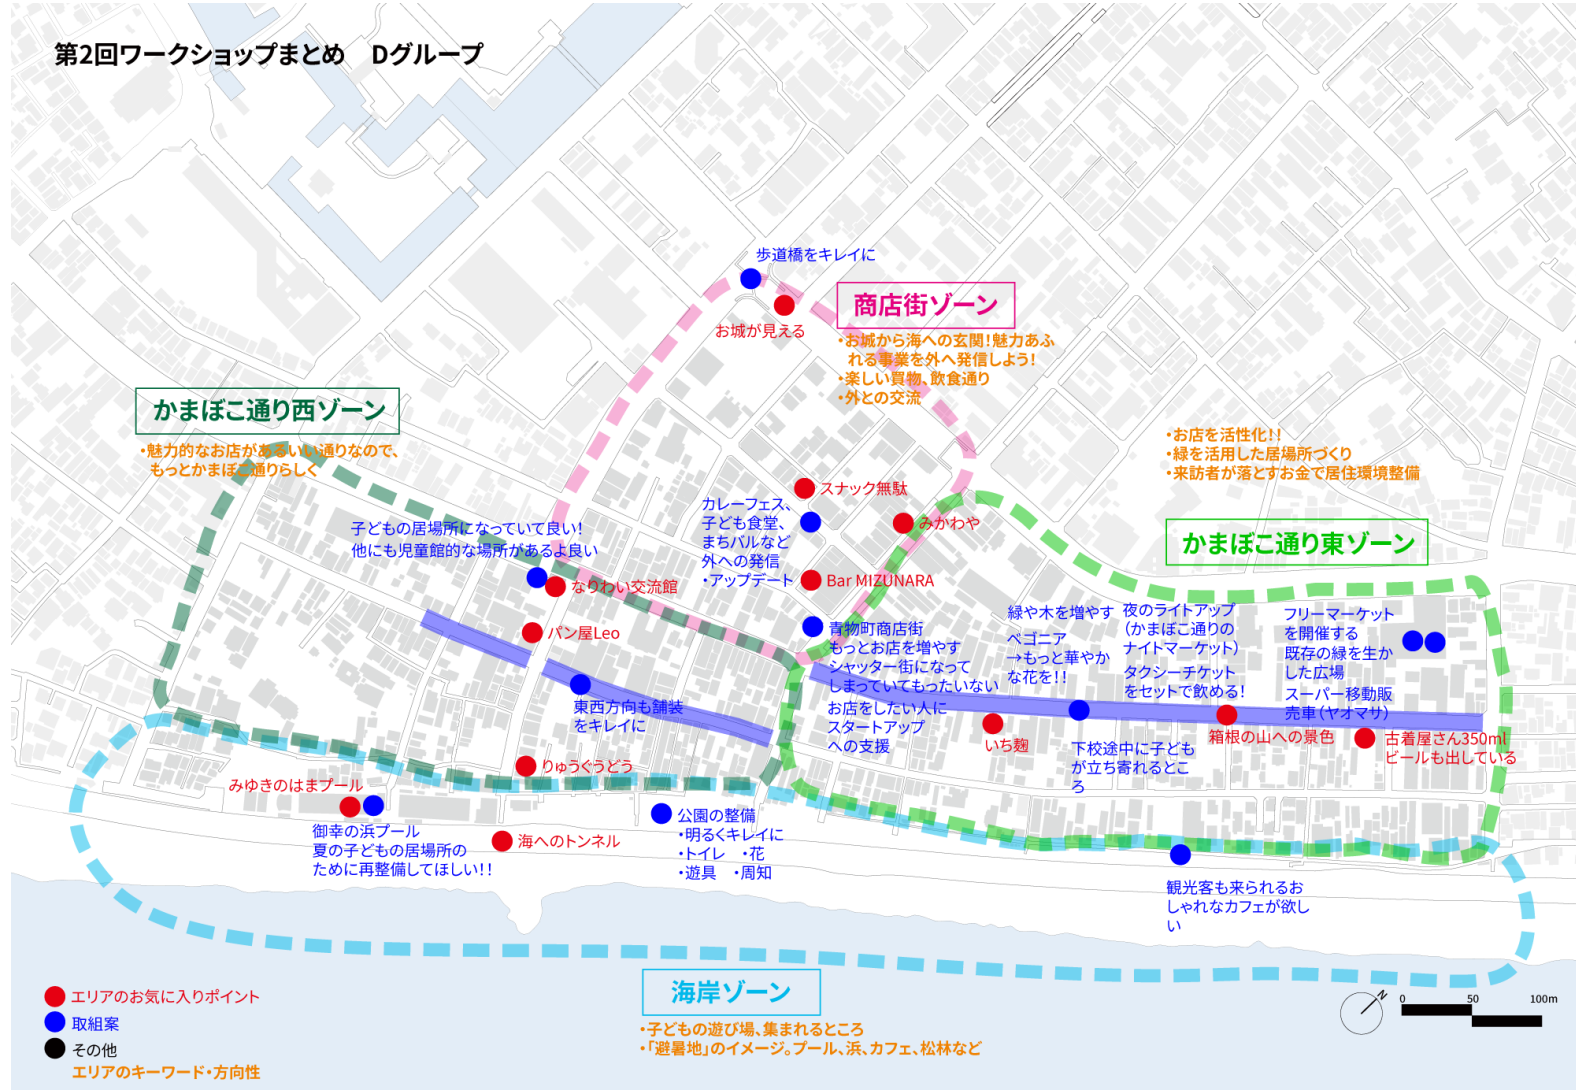 第2回ワークショップまとめ　Dグループ
歩道橋をキレイに
お城が見える
商店街ゾーン
・お城から海への玄関！魅力あふ
れる事業を外へ発信しよう！
・楽しい買物、飲食通り
・外との交流
かまぼこ通り西ゾーン
・魅力的なお店があるいい通りなので、
もっとかまぼこ通りらしく
・お店を活性化！！
・緑を活用した居場所づくり
・来訪者が落とすお金で居住環境整備
かまぼこ通り東ゾーン
スナック無駄
カレーフェス、
子ども食堂、
まちバルなど
外への発信
・アップデート
みかわや
Bar MIZUNARA
子どもの居場所になっていて良い！
他にも児童館的な場所があるよ良い
なりわい交流館
パン屋Leo
東西方向も舗装
をキレイに
青物町商店街
もっとお店を増やす
シャッター街になって
しまっていてもったいない
お店をしたい人に
スタートアップ
への支援
緑や木を増やす
ベゴニア
→もっと華やか
な花を！！
夜のライトアップ
（かまぼこ通りの
ナイトマーケット）
タクシーチケット
をセットで飲める！
フリーマーケット
を開催する
既存の緑を生か
した広場
スーパー移動販
売車（ヤオマサ）
いち麹
下校途中に子ども
が立ち寄れるとこ
ろ
箱根の山への景色
古着屋さん350ml
ビールも出している
りゅうぐうどう
みゆきのはまプール
御幸の浜プール
夏の子どもの居場所の
ために再整備してほしい！！
海へのトンネル
公園の整備
・明るくキレイに
・トイレ　・花
・遊具　・周知
観光客も来られるお
しゃれなカフェが欲し
い
海岸ゾーン
・子どもの遊び場、集まれるところ
・「避暑地」のイメージ。プール、浜、カフェ、松林など
エリアのお気に入りポイント
取組案
その他
エリアのキーワード・方向性
N
0 50 100m